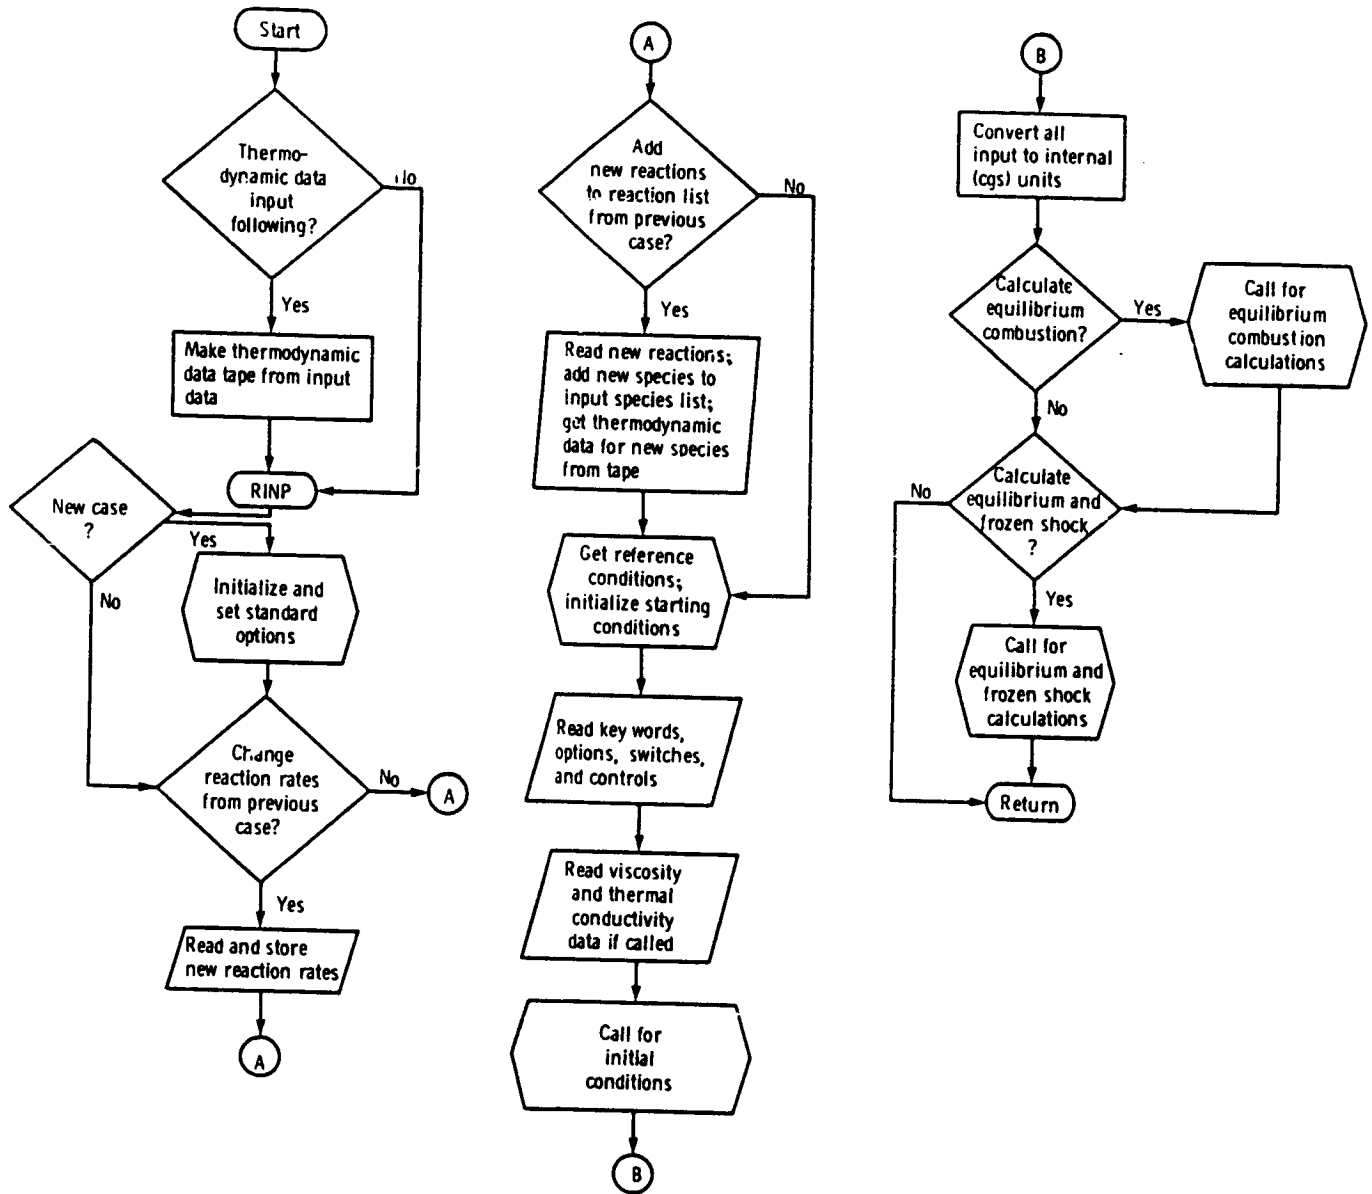 Start
Thermo-
dynamic data
input
following?
Yes
Make thermodynamic
data tape from input
data
RINP
New case
?
Yes
No
Initialize and
set standard
options
Change
reaction rates
from previous
case?
No
A
Yes
Read and store
new reaction rates
A
A
Add
new reactions
to reaction list
from previous
case?
No
Yes
Read new reactions;
add new species to
input species list;
get thermodynamic
data for new species
from tape
Get reference
conditions;
initialize starting
conditions
Read key words,
options, switches,
and controls
Read viscosity
and thermal
conductivity
data if called
Call for
initial
conditions
B
B
Convert all
input to internal
(cgs) units
Calculate
equilibrium
combustion?
Yes
Call for
equilibrium
combustion
calculations
No
Calculate
equilibrium and
frozen shock
?
No
Yes
Call for
equilibrium and
frozen shock
calculations
Return